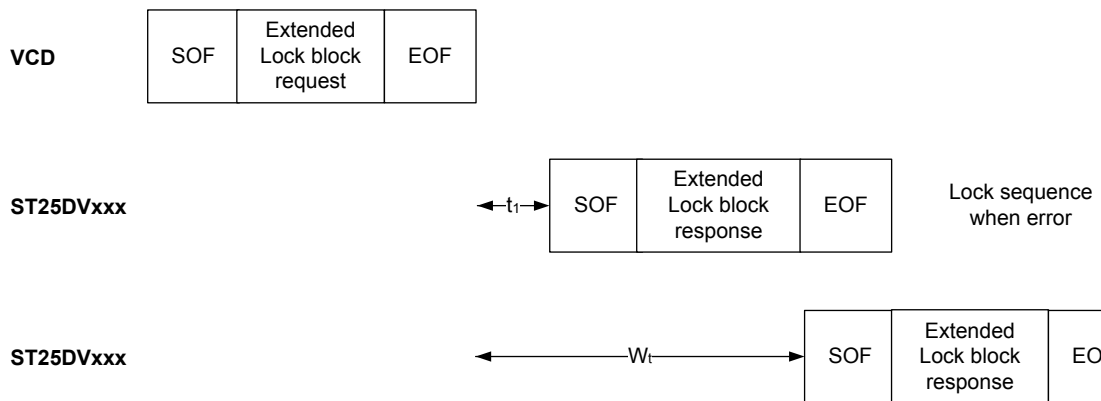 VCD
SOF
Extended
Lock block
request
EOF
ST25DVxxx
t1
SOF
Extended
Lock block
response
EOF
Lock sequence
when error
ST25DVxxx
Wt
SOF
Extended
Lock block
response
EO